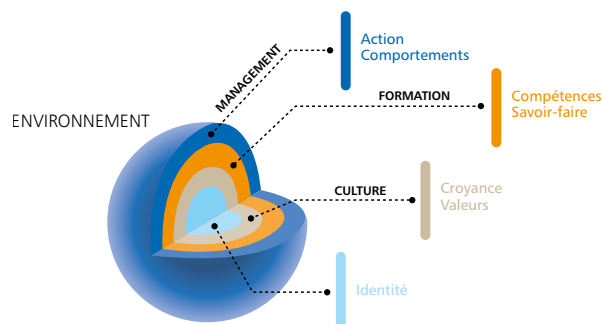 Action
Comportements
MANAGEMENT
FORMATION
Compétences
Savoir-faire
ENVIRONNEMENT
CULTURE
Croyance
Valeurs
Identité